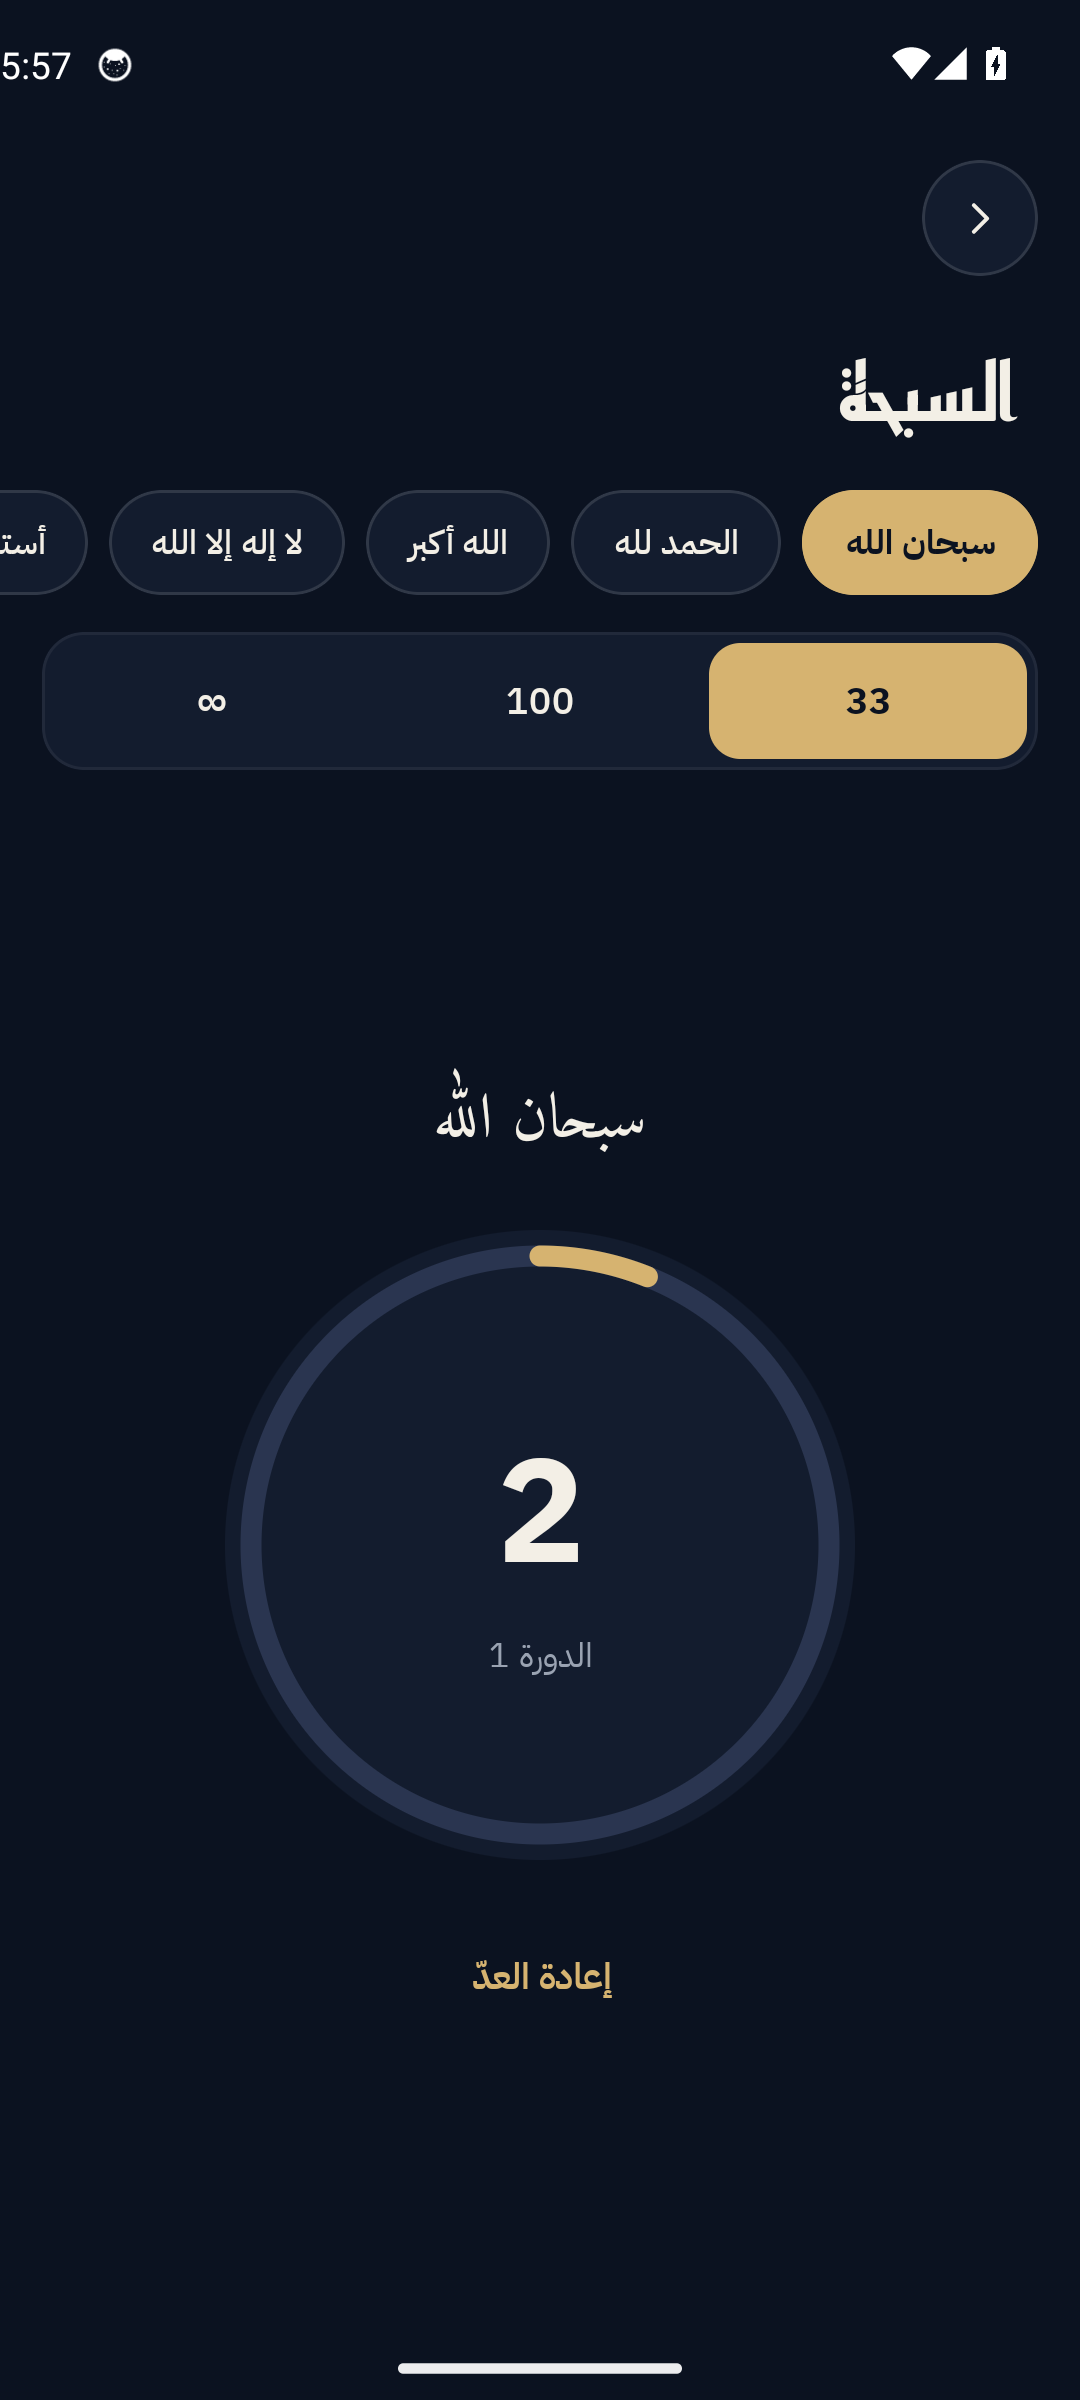 5:57
السبحة
سبحان الله الحمد لله الله أكبر لا إله إلا الله
33 100 ∞
سبحان الله
2
الدورة 1
إعادة العدّ